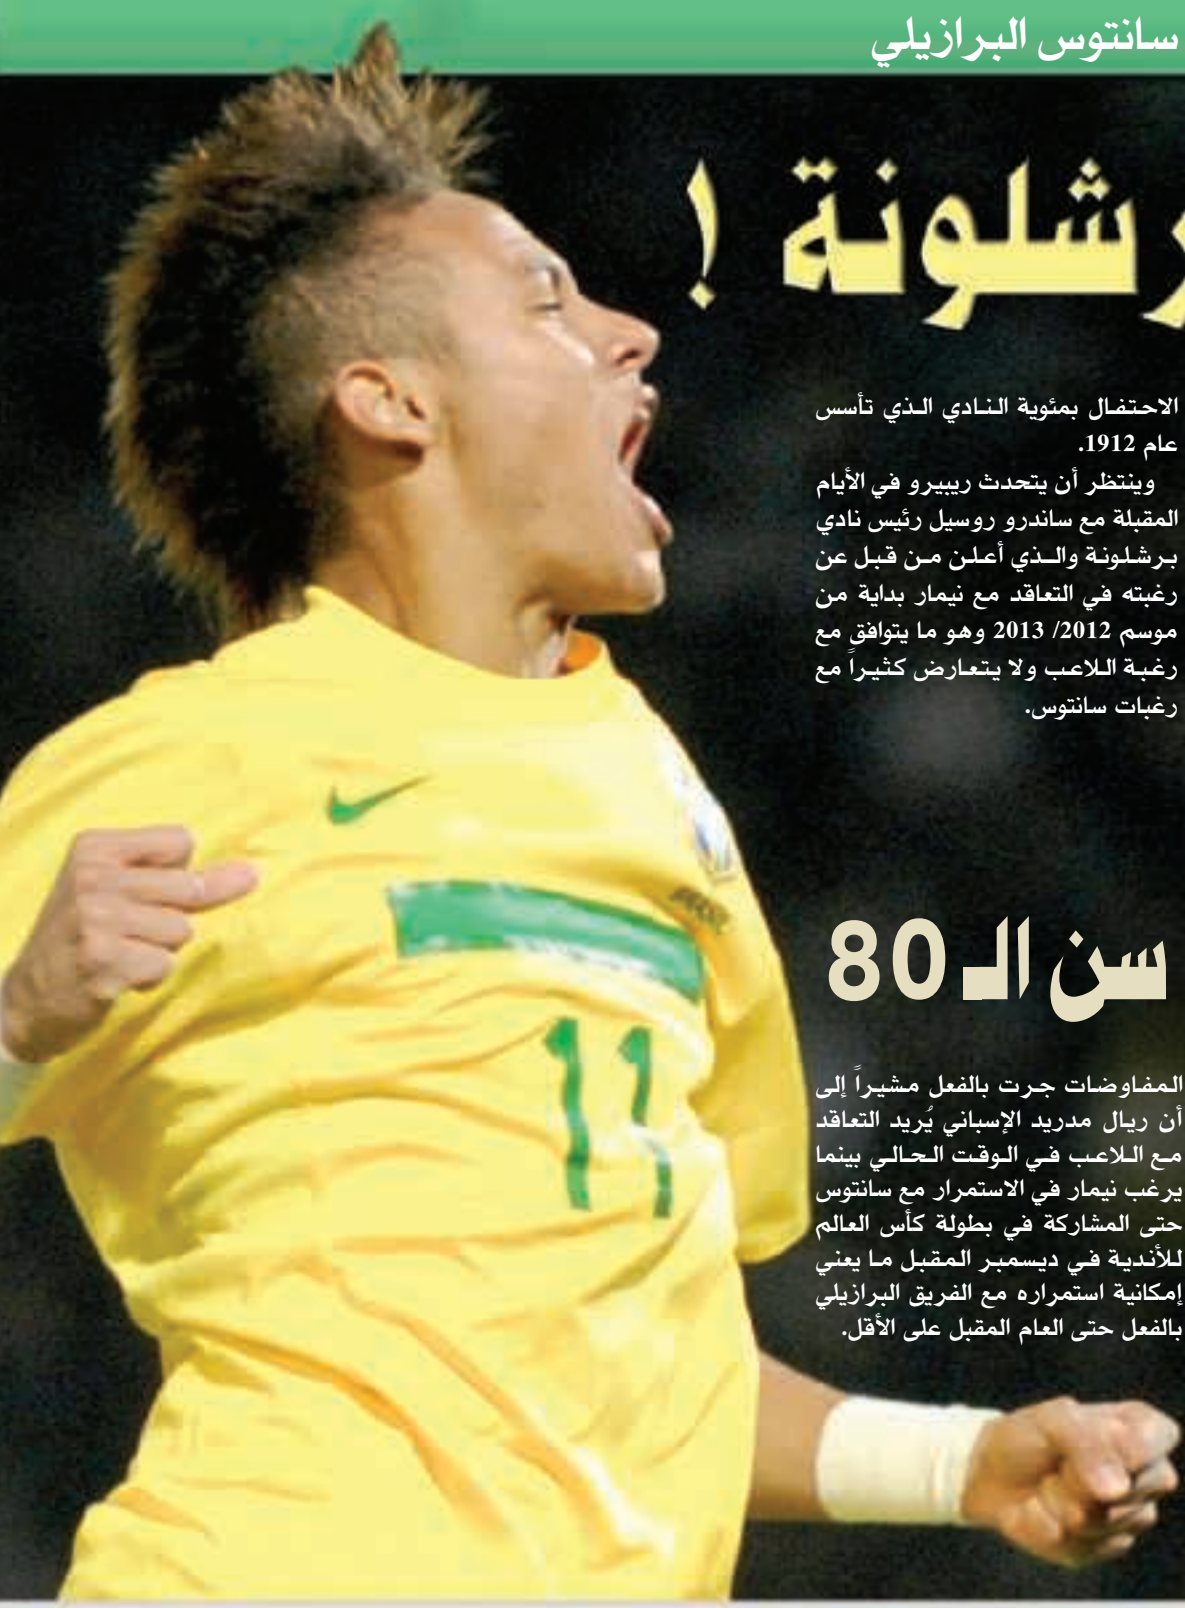 سانتوس البرازيلي
رشلونة !
الاحتفال بمئوية النادي الذي تأسس
عام 1912.
وينتظر أن يتحدث ريبيرو في الأيام
المقبلة مع ساندرو روسيل رئيس نادي
برشلونة والذي أعلن من قبل عن
رغبته في التعاقد مع نيمار بداية من
موسم 2012/ 2013 وهو ما يتوافق مع
رغبة اللاعب ولا يتعارض كثيراً مع
رغبات سانتوس.
سن الـ 80
المفاوضات جرت بالفعل مشيراً إلى
أن ريال مدريد الإسباني يُريد التعاقد
مع اللاعب في الوقت الحالي بينما
يرغب نيمار في الاستمرار مع سانتوس
حتى المشاركة في بطولة كأس العالم
للأندية في ديسمبر المقبل ما يعني
إمكانية استمراره مع الفريق البرازيلي
بالفعل حتى العام المقبل على الأقل.
BRASIL
11